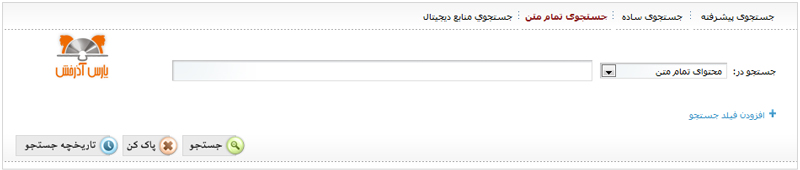 جستجوی پیشرفته جستجوی ساده جستجوی تمام متن جستجوي منابع دیجیتال
پارس آذرخش
جستجو در: محتوای تمام متن
افزودن فیلد جستجو
جستجو پاک کن تاریخچه جستجو